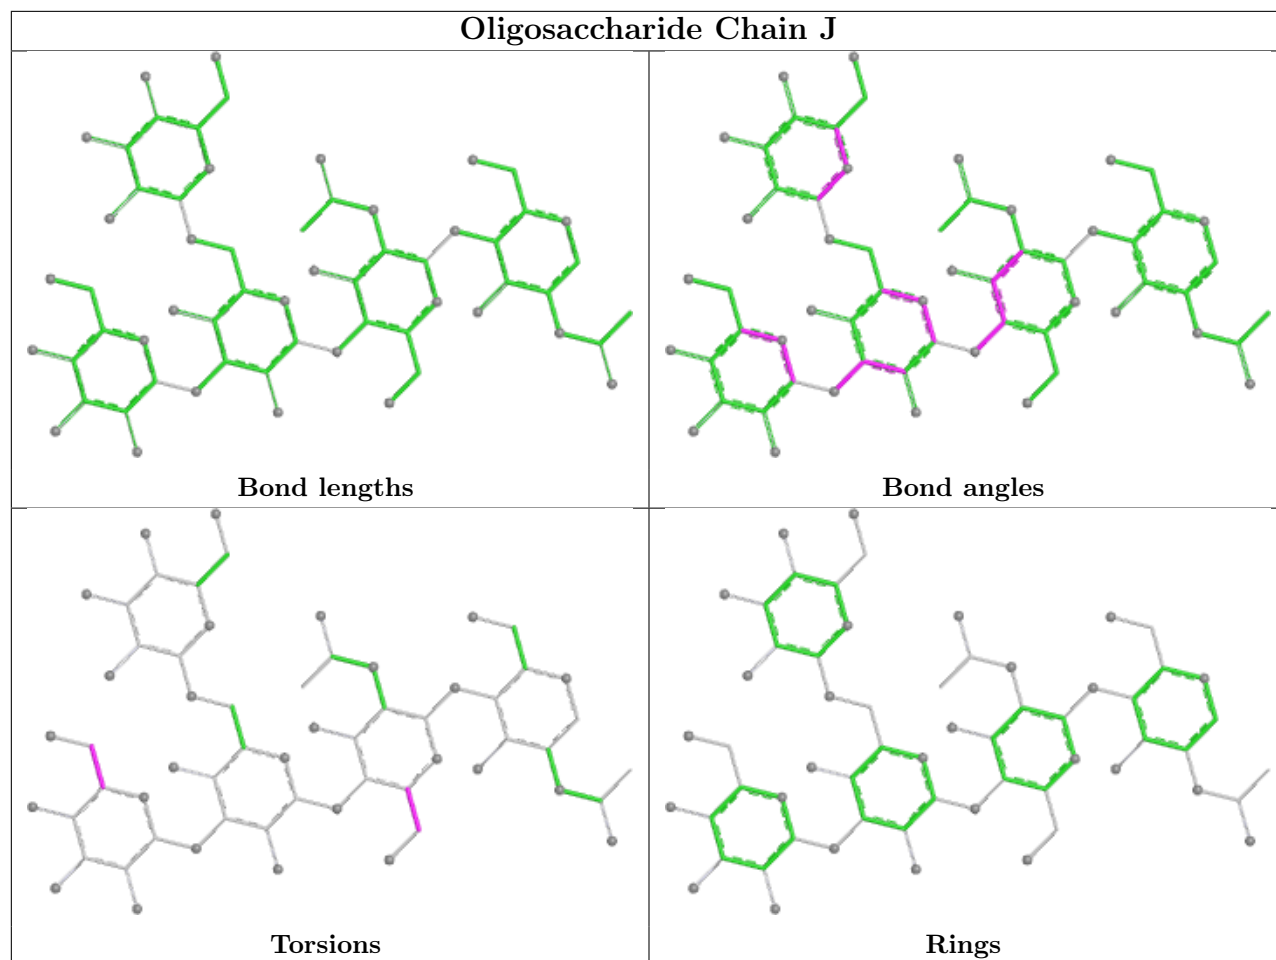 Oligosaccharide Chain J
Bond lengths
Bond angles
Torsions
Rings